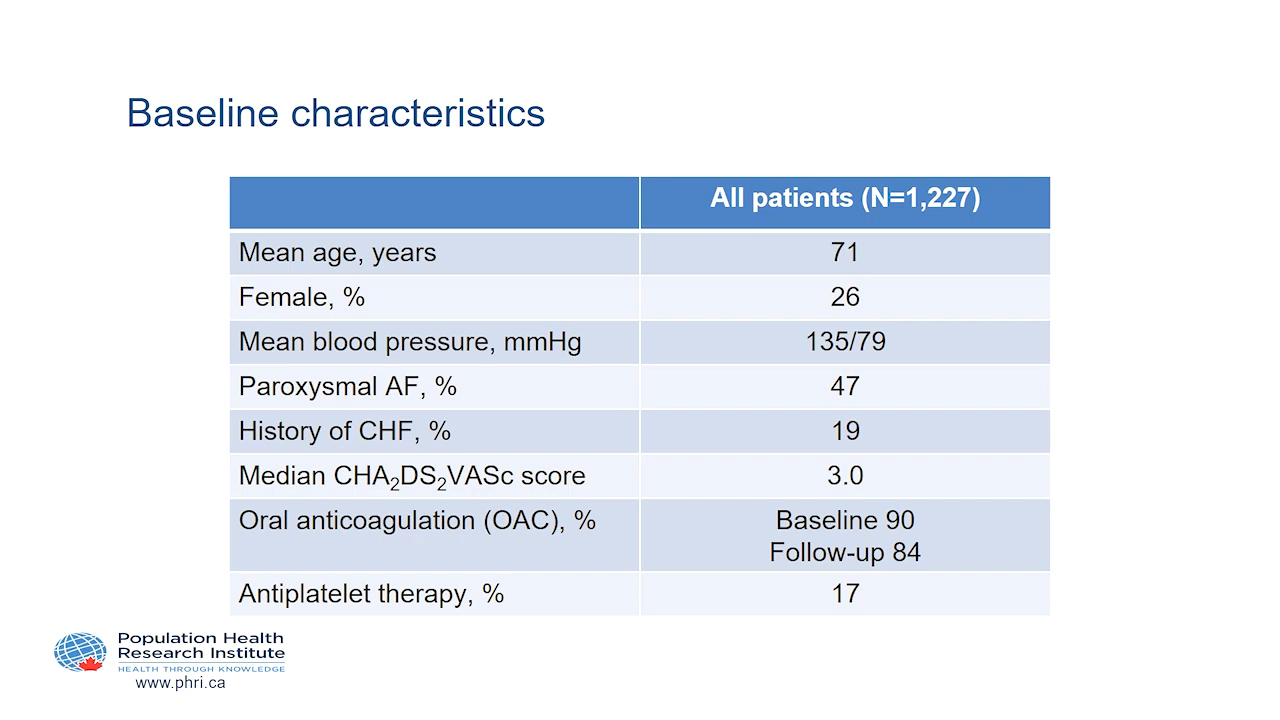 Baseline characteristics
All patients (N=1,227)
Mean age, years 71
Female, % 26
Mean blood pressure, mmHg 135/79
Paroxysmal AF, % 47
History of CHF, % 19
Median CHA₂DS₂VASc score 3.0
Oral anticoagulation (OAC), % Baseline 90
Follow-up 84
Antiplatelet therapy, % 17
Population Health
Research Institute
HEALTH THROUGH KNOWLEDGE
www.phri.ca